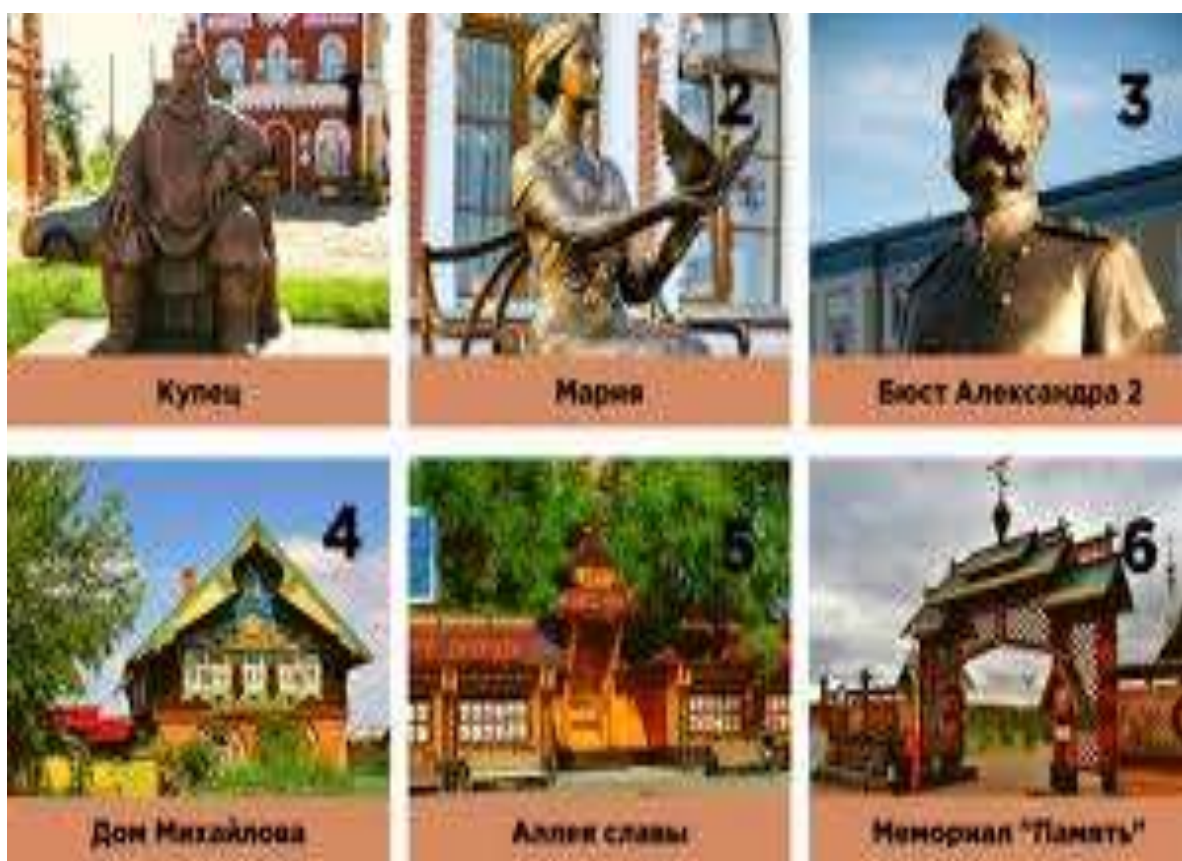 1
2
3
Купец
Мария
Бюст Александра 2
4
5
6
Дом Михайлова
Аллея славы
Мемориал "Память"